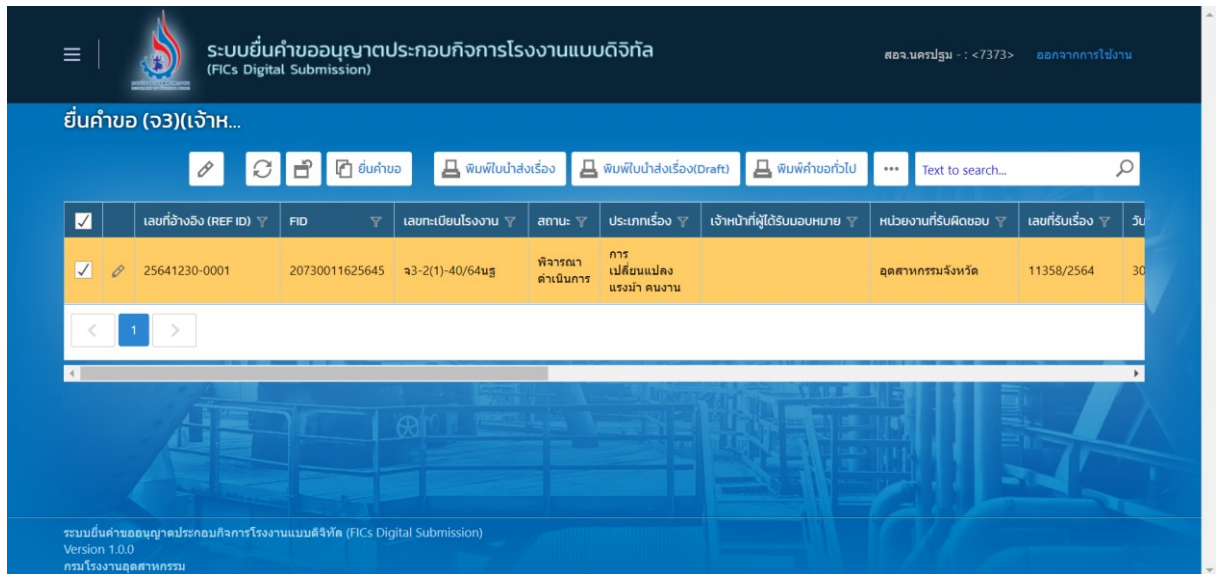 ระบบยื่นคำขออนุญาตประกอบกิจการโรงงานแบบดิจิทัล
(FICs Digital Submission)
สอจ.นครปฐม - : <7373> ออกจากการใช้งาน
ยื่นคำขอ (จ3)(เจ้าห...
ยื่นคำขอ พิมพ์ใบนำส่งเรื่อง พิมพ์ใบนำส่งเรื่อง(Draft) พิมพ์คำขอทั่วไป ... Text to search...
เลขที่อ้างอิง (REF ID) FID เลขทะเบียนโรงงาน สถานะ ประเภทเรื่อง เจ้าหน้าที่ผู้ได้รับมอบหมาย หน่วยงานที่รับผิดชอบ เลขที่รับเรื่อง วัน
25641230-0001 20730011625645 จ3-2(1)-40/64นฐ พิจารณา การ อุตสาหกรรมจังหวัด 11358/2564 30
ดำเนินการ เปลี่ยนแปลง
แรงม้า คนงาน
1
ระบบยื่นคำขออนุญาตประกอบกิจการโรงงานแบบดิจิทัล (FICs Digital Submission)
Version 1.0.0
กรมโรงงานอุตสาหกรรม